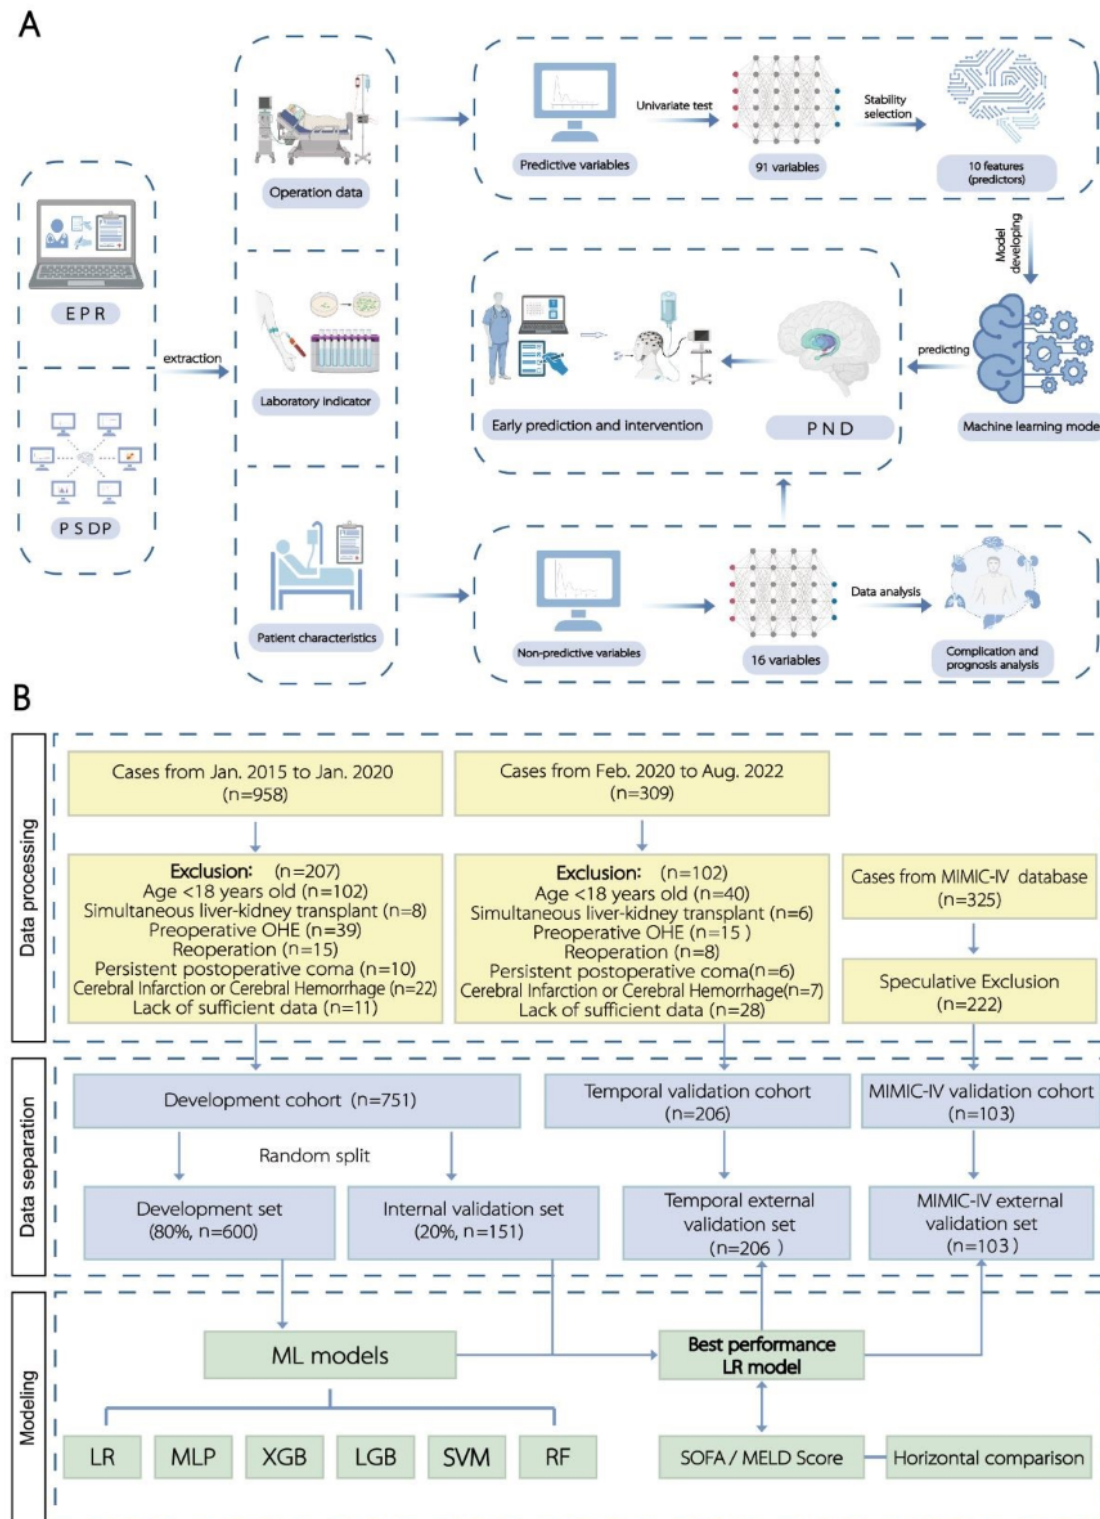 A
Operation data
Predictive variables
Univariate test
91 variables
Stability
selection
10 features
(predictors)
EPR
PSDP
extraction
Laboratory indicator
Patient characteristics
Model
developing
Early prediction and intervention
PND
predicting
Machine learning model
Non-predictive variables
16 variables
Data analysis
Complication and
prognosis analysis
B
Data processing
Cases from Jan. 2015 to Jan. 2020
(n=958)
Cases from Feb. 2020 to Aug. 2022
(n=309)
Exclusion: (n=207)
Age <18 years old (n=102)
Simultaneous liver-kidney transplant (n=8)
Preoperative OHE (n=39)
Reoperation (n=15)
Persistent postoperative coma (n=10)
Cerebral Infarction or Cerebral Hemorrhage (n=22)
Lack of sufficient data (n=11)
Exclusion: (n=102)
Age <18 years old (n=40)
Simultaneous liver-kidney transplant (n=6)
Preoperative OHE (n=15 )
Reoperation (n=8)
Persistent postoperative coma(n=6)
Cerebral Infarction or Cerebral Hemorrhage(n=7)
Lack of sufficient data (n=28)
Cases from MIMIC-IV database
(n=325)
Speculative Exclusion
(n=222)
Data separation
Development cohort (n=751)
Temporal validation cohort
(n=206)
MIMIC-IV validation cohort
(n=103)
Random split
Development set
(80%, n=600)
Internal validation set
(20%, n=151)
Temporal external
validation set
(n=206 )
MIMIC-IV external
validation set
(n=103 )
Modeling
ML models
Best performance
LR model
LR
MLP
XGB
LGB
SVM
RF
SOFA / MELD Score
Horizontal comparison